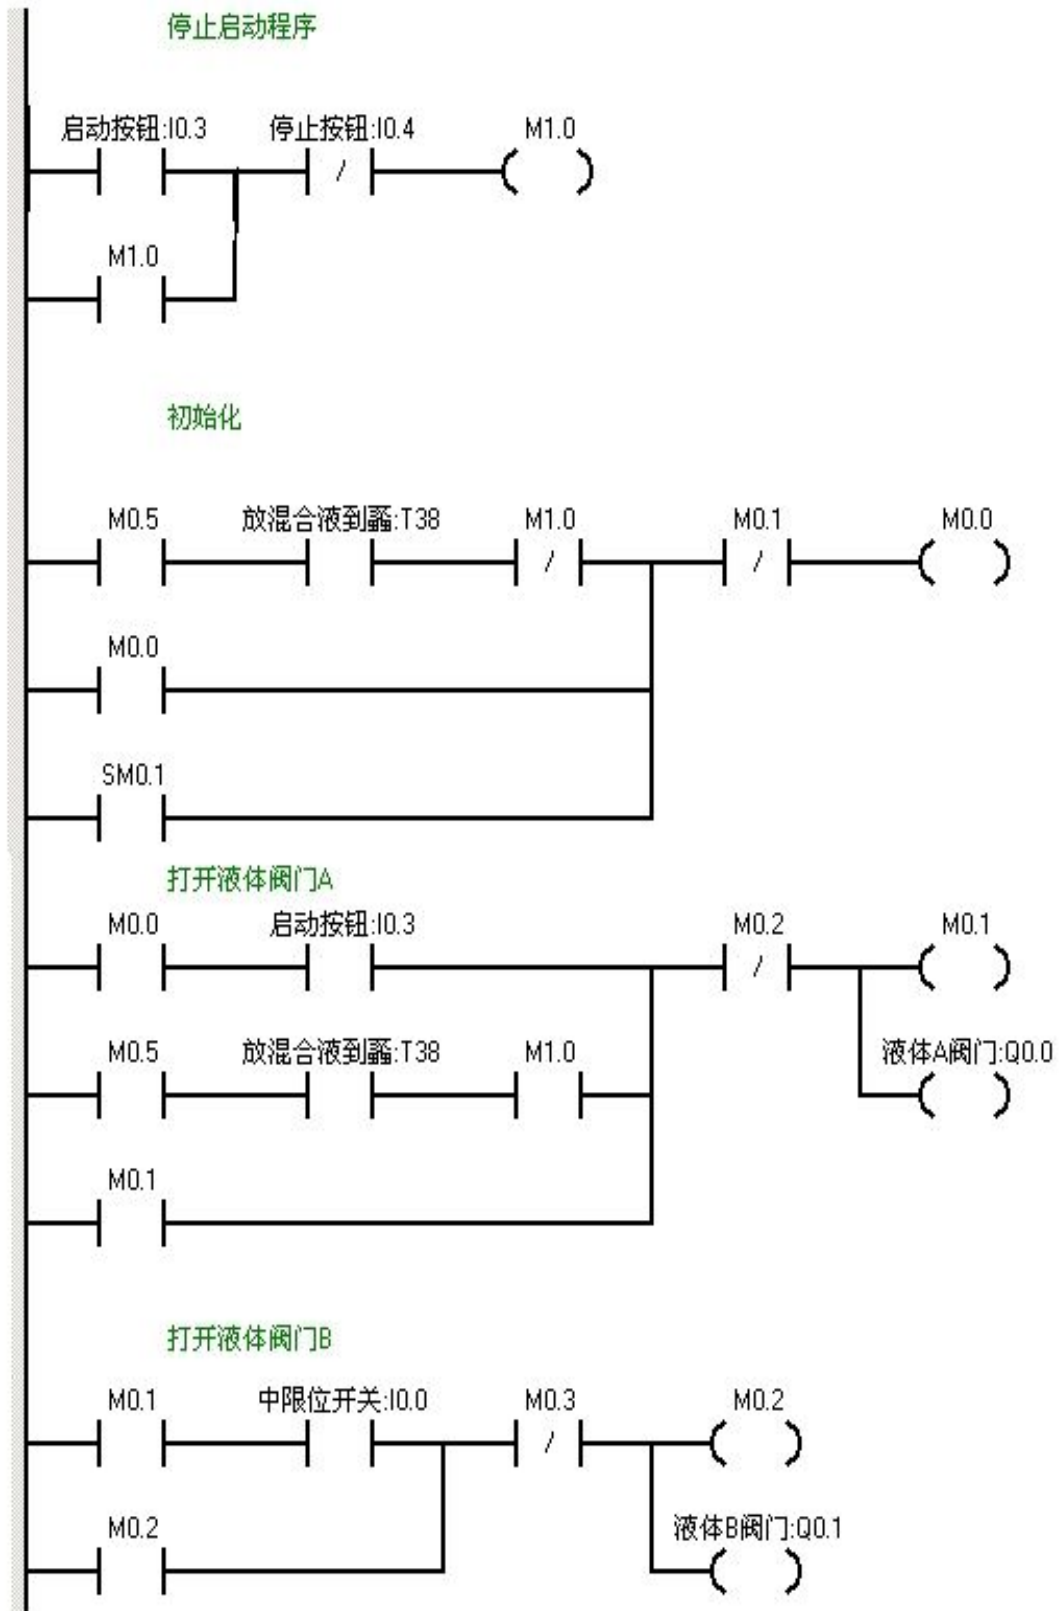 停止启动程序
启动按钮:I0.3 停止按钮:I0.4 M1.0
M1.0
初始化
M0.5 放混合液到器:T38 M1.0 M0.1 M0.0
M0.0
SM0.1
打开液体阀门A
M0.0 启动按钮:I0.3 M0.2 M0.1
M0.5 放混合液到器:T38 M1.0 液体A阀门:Q0.0
M0.1
打开液体阀门B
M0.1 中限位开关:I0.0 M0.3 M0.2
M0.2 液体B阀门:Q0.1